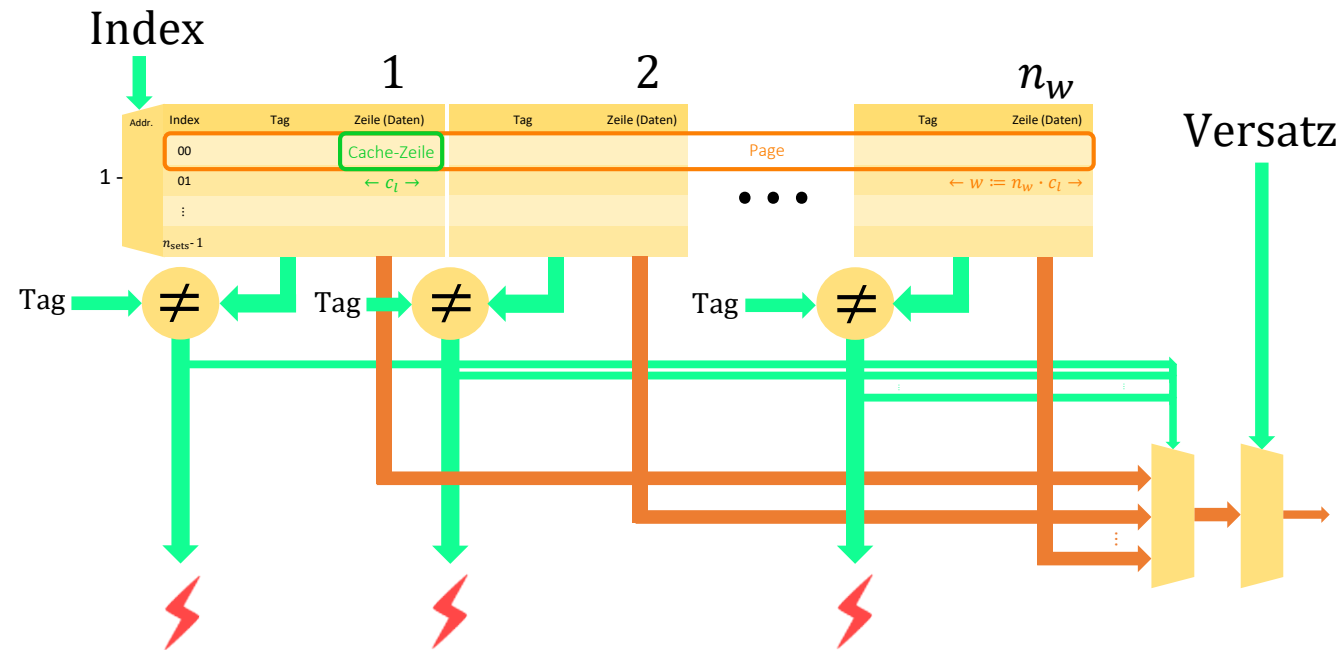 Index
1 2 n_w
Addr. Index Tag Zeile (Daten) Tag Zeile (Daten) Tag Zeile (Daten)
Versatz
00 Cache-Zeile Page
1 - 01 ← c_l → ← w ≔ n_w · c_l →
⋮ •••
n_sets- 1
Tag ≠ Tag ≠ Tag ≠
⋮ ⋮
⋮